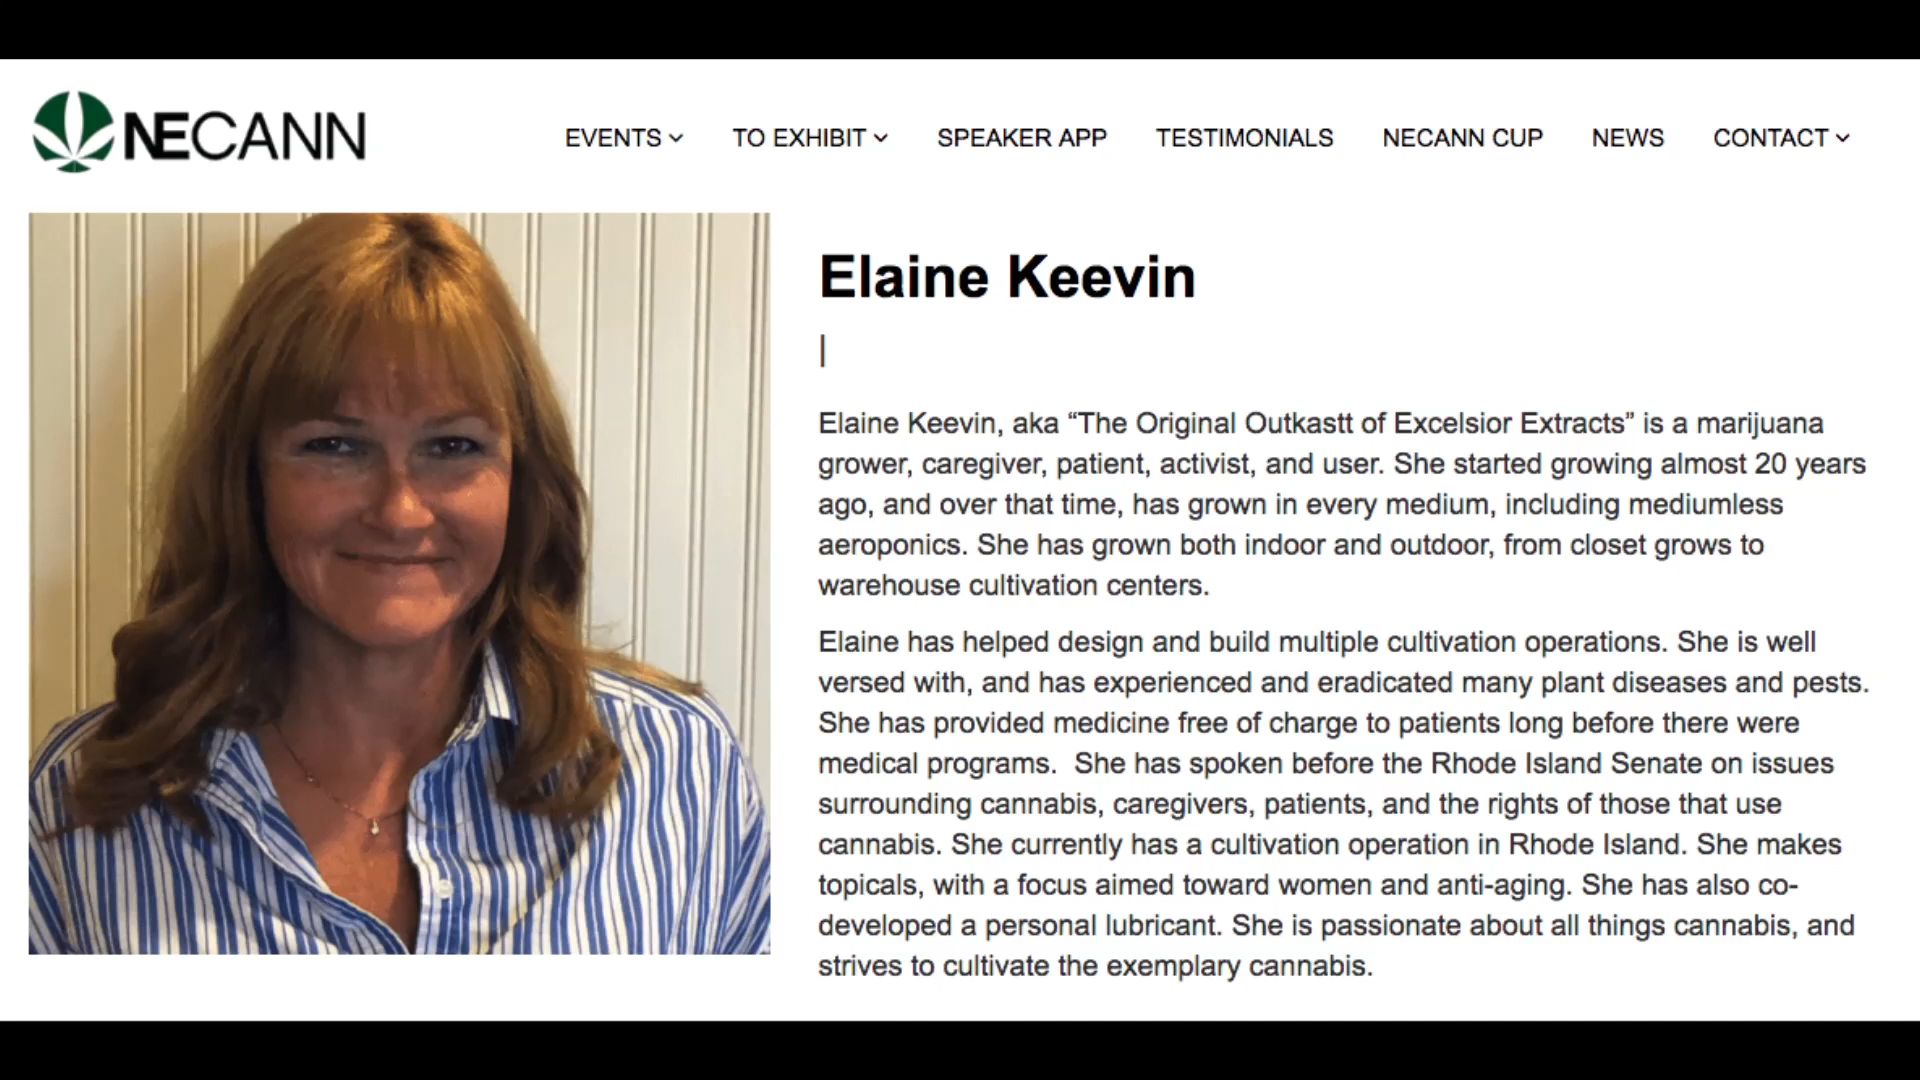 NECANN
EVENTS
TO EXHIBIT
SPEAKER APP
TESTIMONIALS
NECANN CUP
NEWS
CONTACT
Elaine Keevin
|
Elaine Keevin, aka “The Original Outkastt of Excelsior Extracts” is a marijuana
grower, caregiver, patient, activist, and user. She started growing almost 20 years
ago, and over that time, has grown in every medium, including mediumless
aeroponics. She has grown both indoor and outdoor, from closet grows to
warehouse cultivation centers.
Elaine has helped design and build multiple cultivation operations. She is well
versed with, and has experienced and eradicated many plant diseases and pests.
She has provided medicine free of charge to patients long before there were
medical programs.  She has spoken before the Rhode Island Senate on issues
surrounding cannabis, caregivers, patients, and the rights of those that use
cannabis. She currently has a cultivation operation in Rhode Island. She makes
topicals, with a focus aimed toward women and anti-aging. She has also co-
developed a personal lubricant. She is passionate about all things cannabis, and
strives to cultivate the exemplary cannabis.